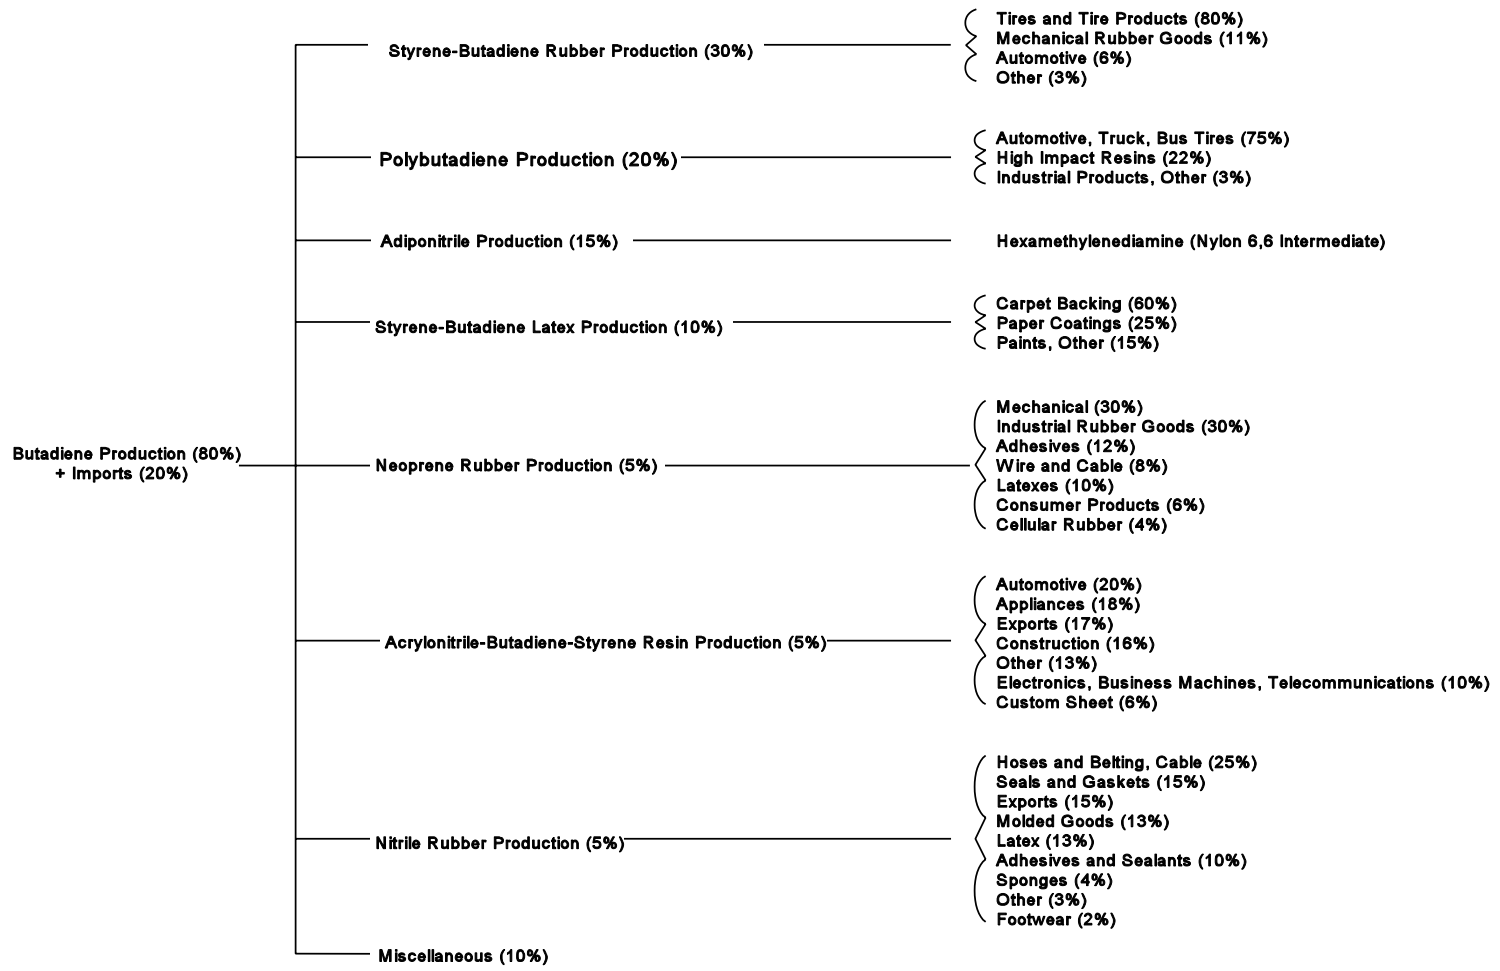 Butadiene Production (80%)
+ Imports (20%)
Styrene-Butadiene Rubber Production (30%)
Tires and Tire Products (80%)
Mechanical Rubber Goods (11%)
Automotive (6%)
Other (3%)
Polybutadiene Production (20%)
Automotive, Truck, Bus Tires (75%)
High Impact Resins (22%)
Industrial Products, Other (3%)
Adiponitrile Production (15%)
Hexamethylenediamine (Nylon 6,6 Intermediate)
Styrene-Butadiene Latex Production (10%)
Carpet Backing (60%)
Paper Coatings (25%)
Paints, Other (15%)
Neoprene Rubber Production (5%)
Mechanical (30%)
Industrial Rubber Goods (30%)
Adhesives (12%)
Wire and Cable (8%)
Latexes (10%)
Consumer Products (6%)
Cellular Rubber (4%)
Acrylonitrile-Butadiene-Styrene Resin Production (5%)
Automotive (20%)
Appliances (18%)
Exports (17%)
Construction (16%)
Other (13%)
Electronics, Business Machines, Telecommunications (10%)
Custom Sheet (6%)
Nitrile Rubber Production (5%)
Hoses and Belting, Cable (25%)
Seals and Gaskets (15%)
Exports (15%)
Molded Goods (13%)
Latex (13%)
Adhesives and Sealants (10%)
Sponges (4%)
Other (3%)
Footwear (2%)
Miscellaneous (10%)